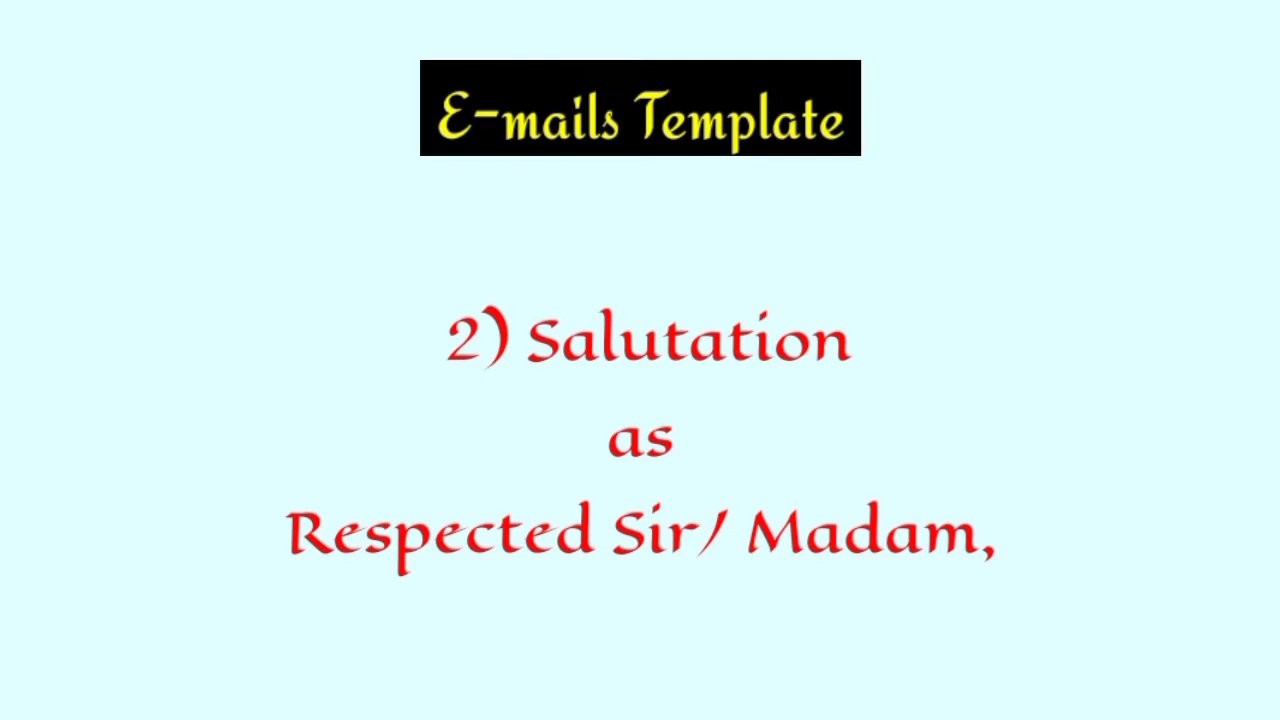 E-mails Template
2) Salutation
as
Respected Sir/ Madam,